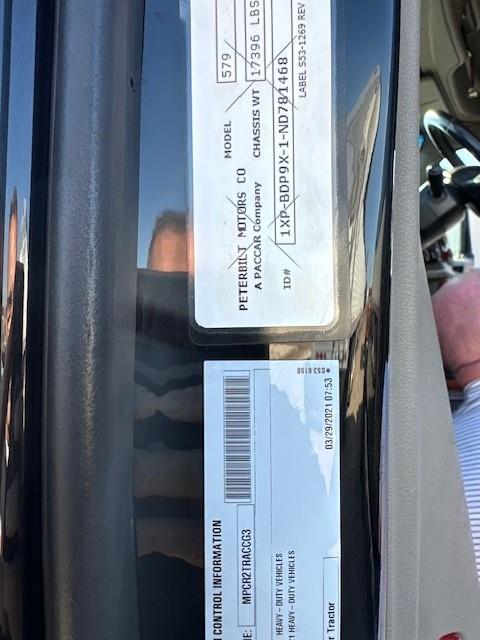 PETERBILT MOTORS CO
A PACCAR Company
MODEL
579
CHASSIS WT
17396 LBS
ID#
1XP-BDP9X-1-ND781468
LABEL S53-1269 REV
CONTROL INFORMATION
MPCR2TRACCG3
HEAVY - DUTY VEHICLES
HEAVY - DUTY VEHICLES
Tractor
03/29/2021 07:53
*S53-6198